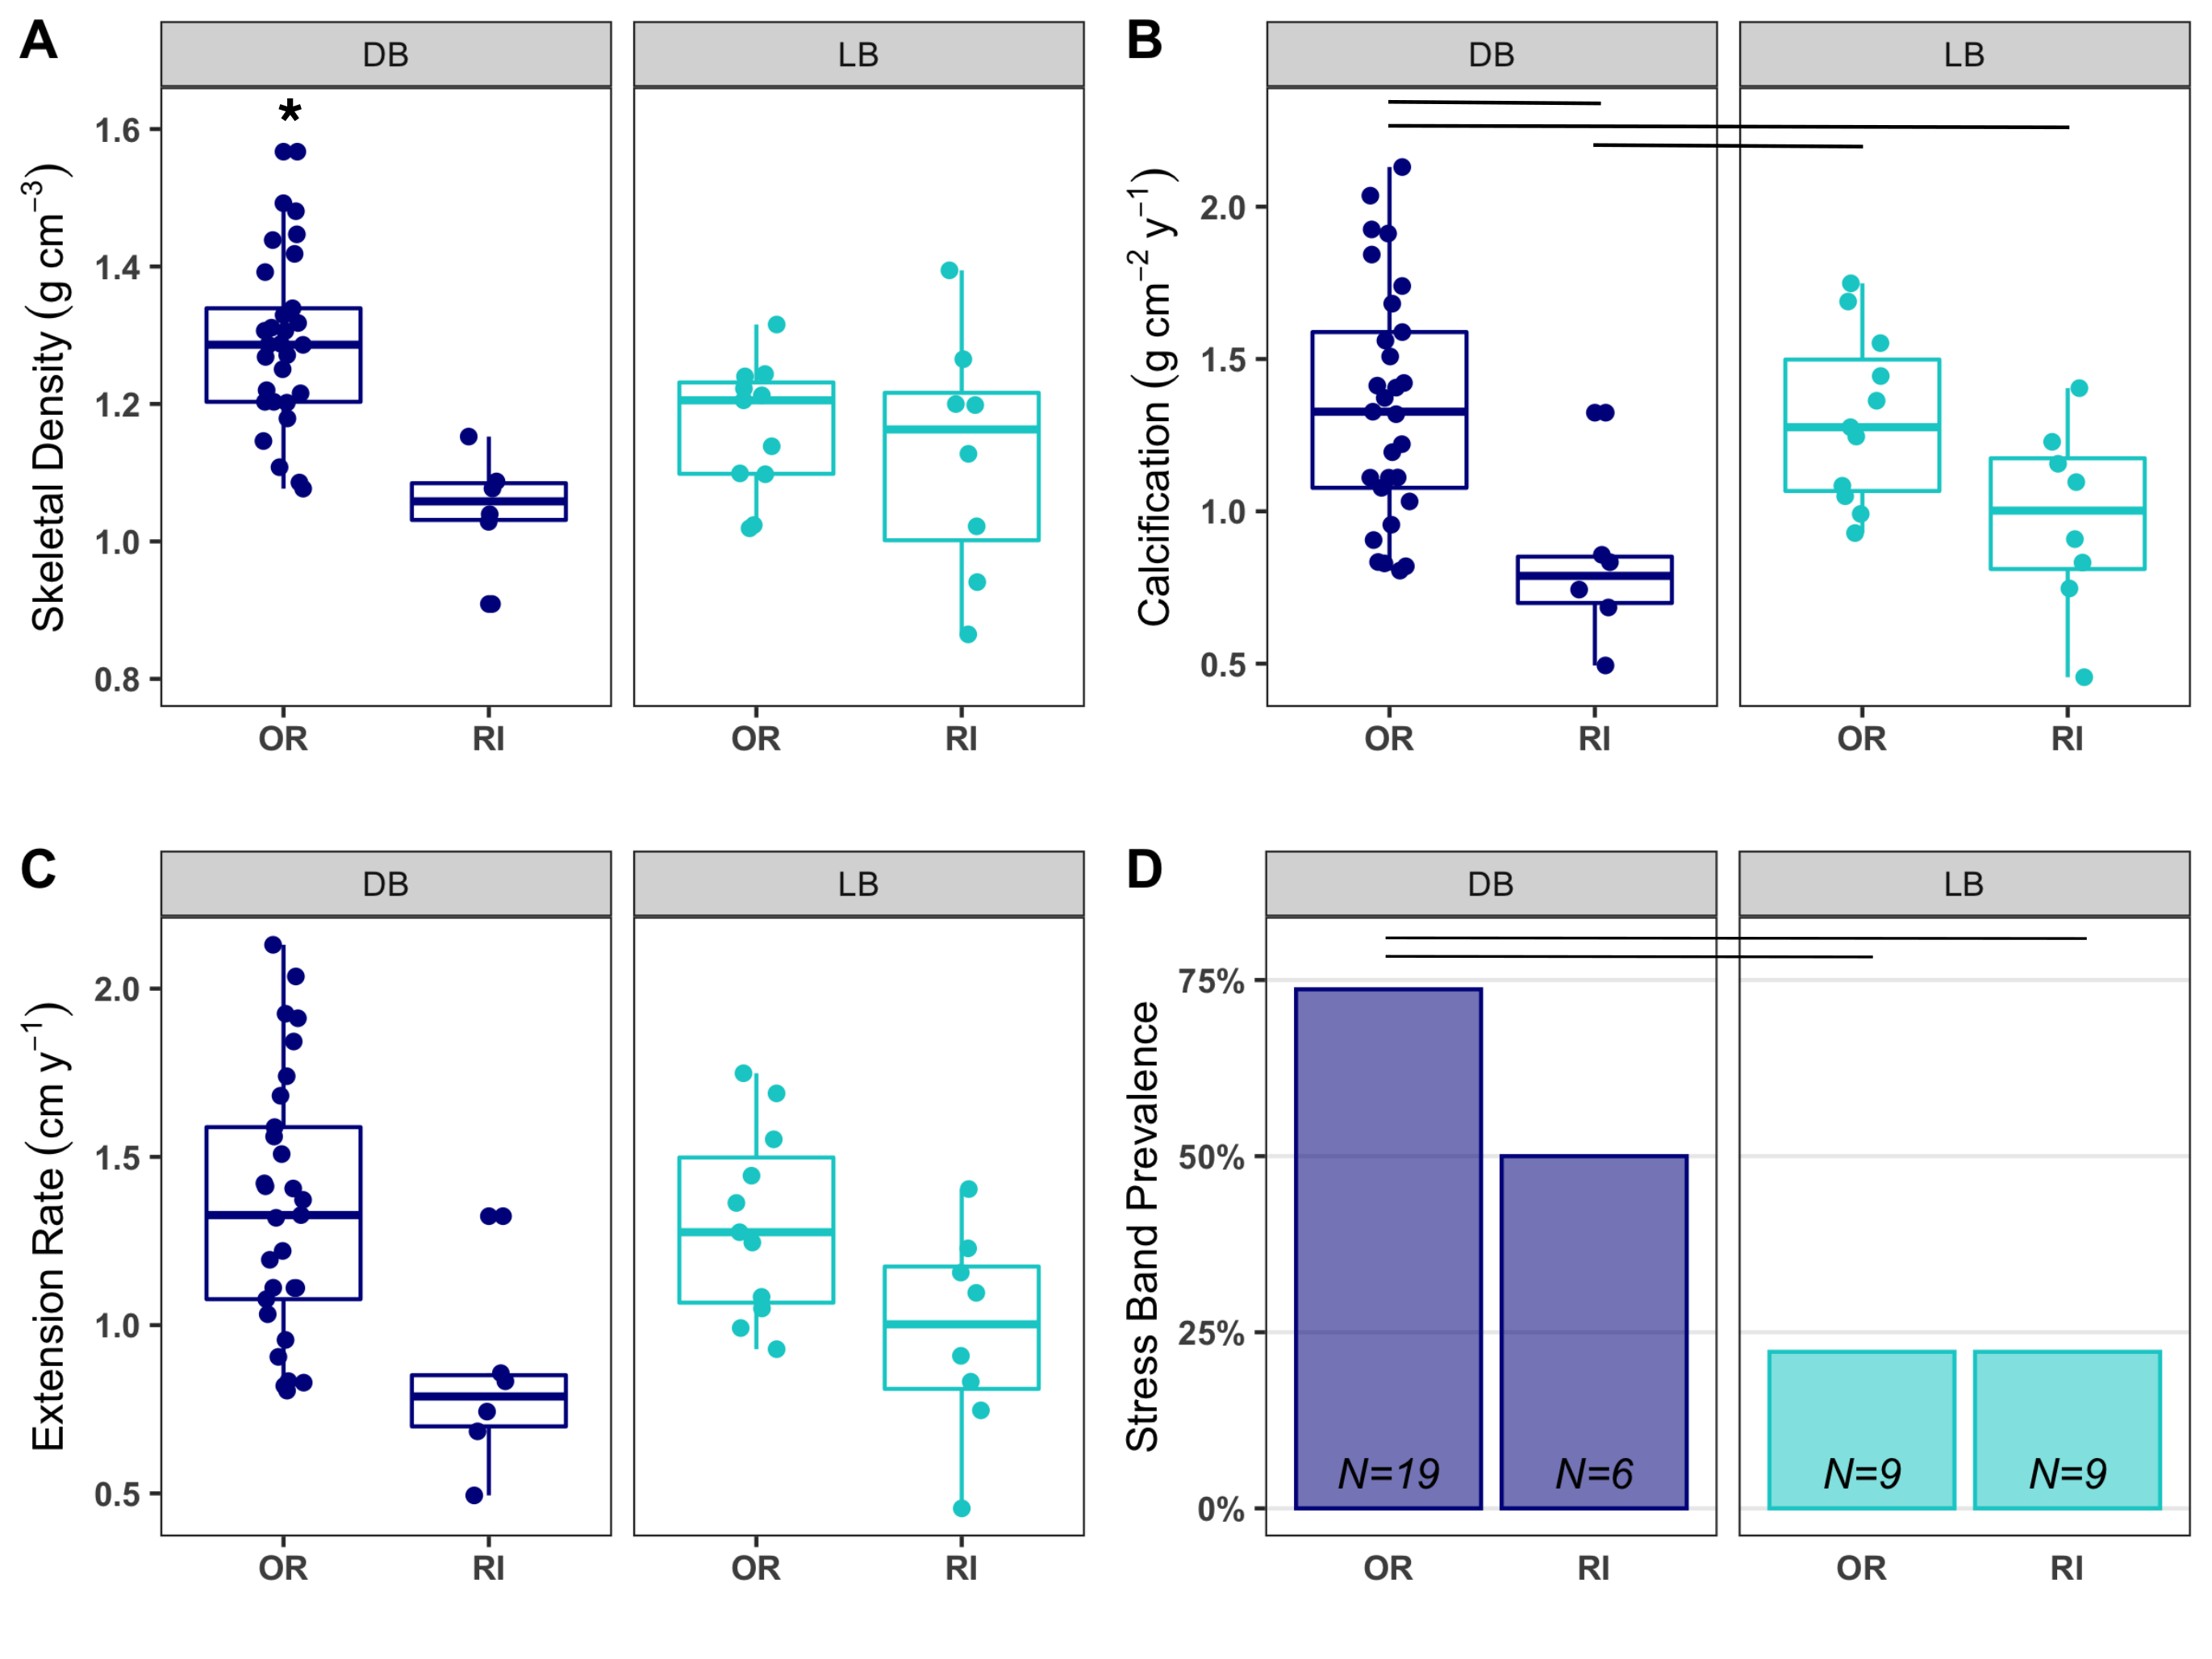 A
DB
LB
Skeletal Density (g cm⁻³)
1.6
1.4
1.2
1.0
0.8
*
OR
RI
OR
RI
B
DB
LB
Calcification (g cm⁻² y⁻¹)
2.0
1.5
1.0
0.5
OR
RI
OR
RI
C
DB
LB
Extension Rate (cm y⁻¹)
2.0
1.5
1.0
0.5
OR
RI
OR
RI
D
DB
LB
Stress Band Prevalence
75%
50%
25%
0%
N=19
N=6
N=9
N=9
OR
RI
OR
RI